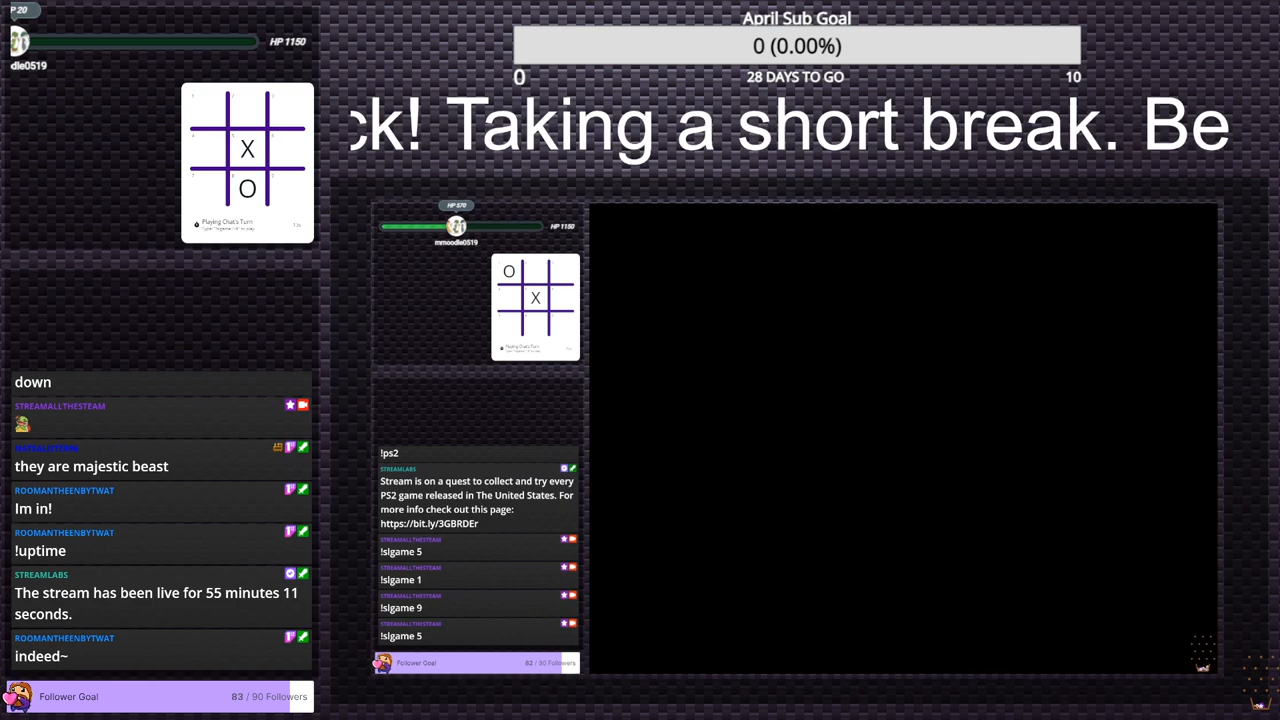 P 20
HP 1150
dle0519
X
O
Playing Chat's Turn
down
STREAMALLTHESTEAM
they are majestic beast
ROOMANTHEENBYTWAT
Im in!
ROOMANTHEENBYTWAT
!uptime
STREAMLABS
The stream has been live for 55 minutes 11
seconds.
ROOMANTHEENBYTWAT
indeed~
Follower Goal 83 / 90 Followers
April Sub Goal
0 (0.00%)
0 28 DAYS TO GO 10
ck! Taking a short break. Be
HP 570
HP 1150
mmoodle0519
O
X
Playing Chat's Turn
!ps2
STREAMLABS
Stream is on a quest to collect and try every
PS2 game released in The United States. For
more info check out this page:
https://bit.ly/3GBRDEr
STREAMALLTHESTEAM
!slgame 5
STREAMALLTHESTEAM
!slgame 1
STREAMALLTHESTEAM
!slgame 9
STREAMALLTHESTEAM
!slgame 5
Follower Goal 82 / 90 Followers